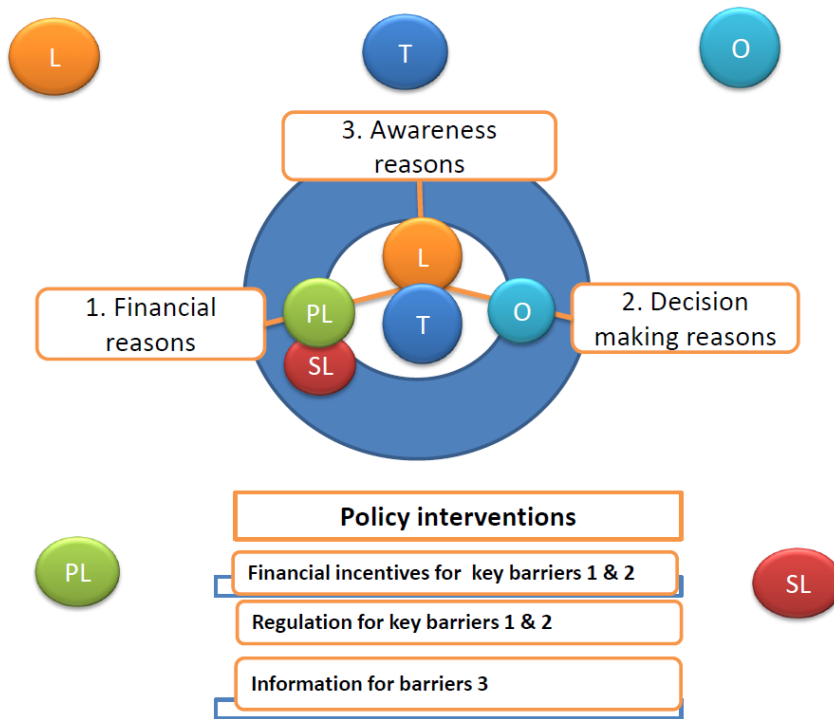 L
T
O
3. Awareness
reasons
L
1. Financial
reasons
PL
T
O
2. Decision
making reasons
SL
Policy interventions
PL
Financial incentives for key barriers 1 & 2
SL
Regulation for key barriers 1 & 2
Information for barriers 3